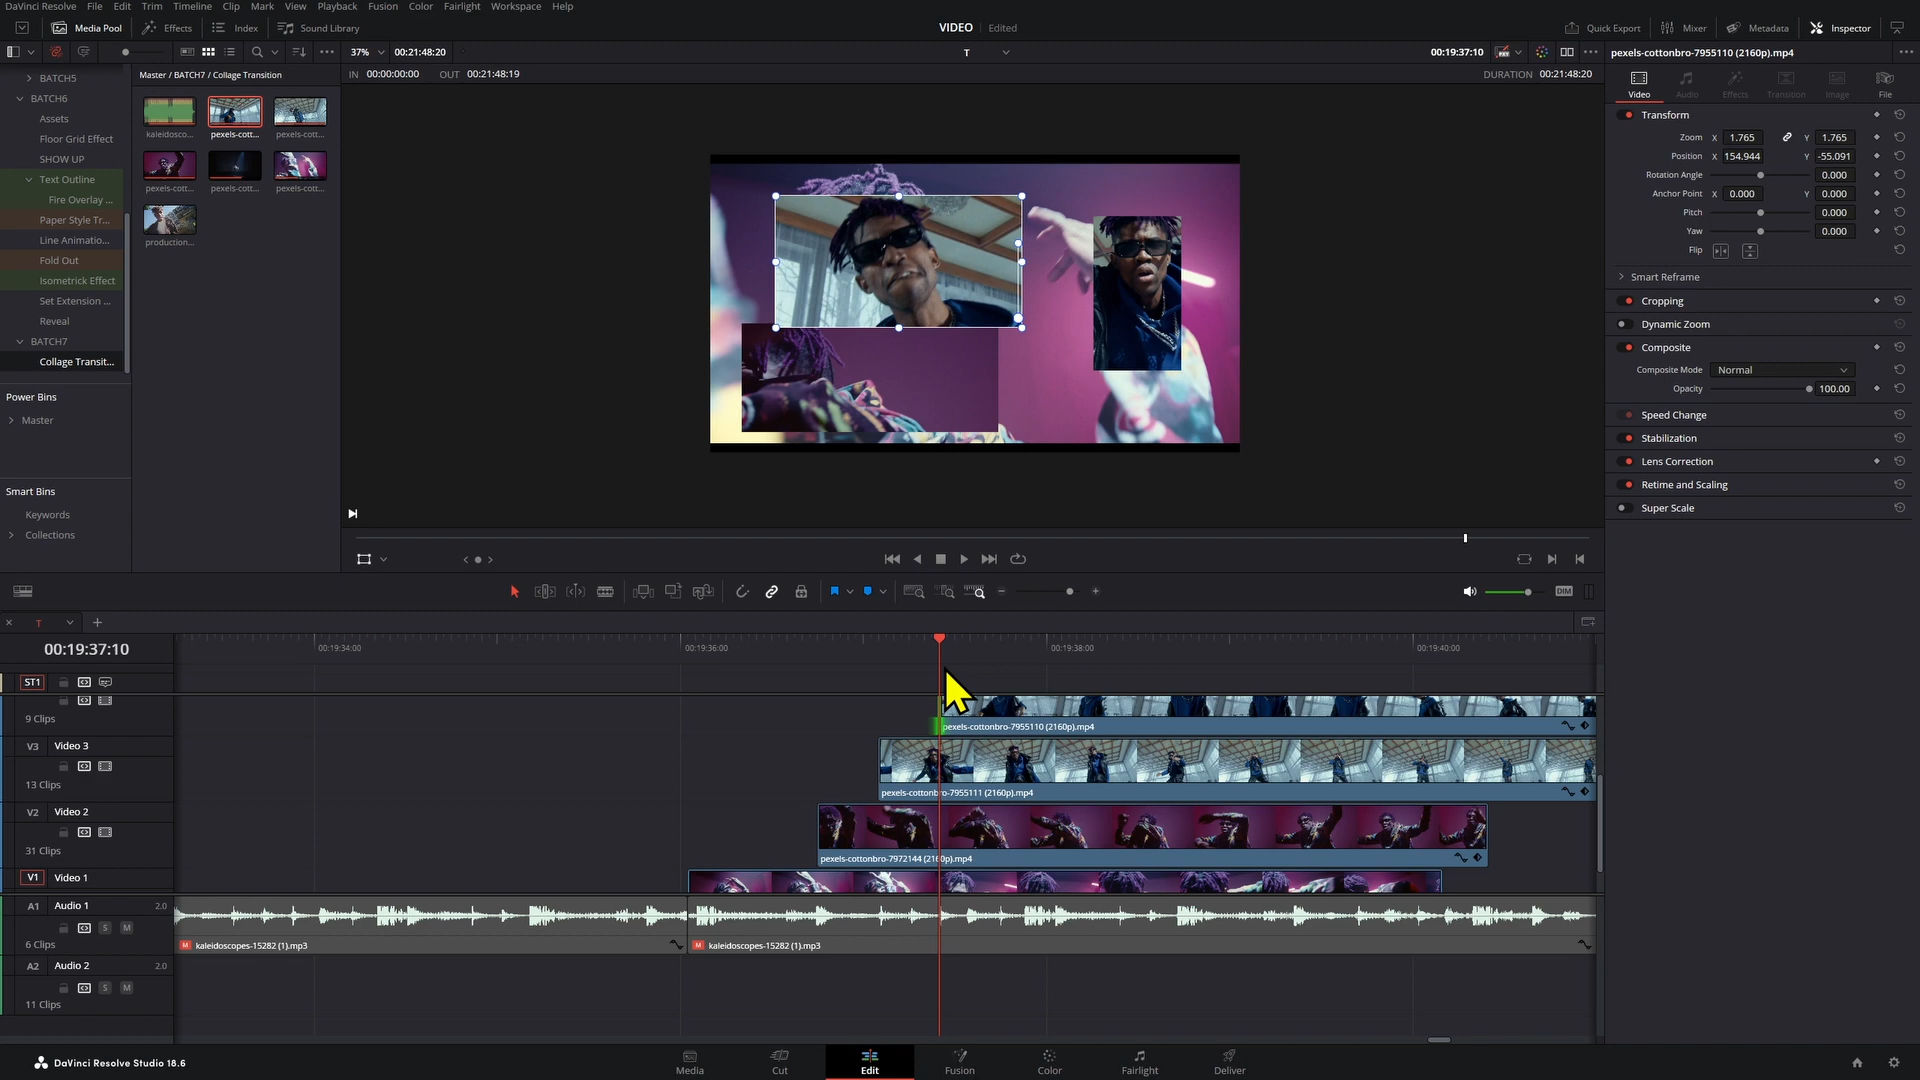 DaVinci Resolve File Edit Trim Timeline Clip Mark View Playback Fusion Color Fairlight Workspace Help
Media Pool Effects Index Sound Library VIDEO Edited Quick Export Mixer Metadata Inspector
37% 00:21:48:20 T 00:19:37:10 pexels-cottonbro-7955110 (2160p).mp4
Master / BATCH7 / Collage Transition IN 00:00:00:00 OUT 00:21:48:19 DURATION 00:21:48:20
BATCH5
BATCH6
Assets
Floor Grid Effect
SHOW UP
Text Outline
Fire Overlay ...
Paper Style Tr...
Line Animatio...
Fold Out
Isometrick Effect
Set Extension ...
Reveal
BATCH7
Collage Transit...
Power Bins
Master
Smart Bins
Keywords
Collections
kaleidosco... pexels-cott... pexels-cott...
pexels-cott... pexels-cott... pexels-cott...
production...
Video Audio Effects Transition Image File
Transform
Zoom X 1.765 Y 1.765
Position X 154.944 Y -55.091
Rotation Angle 0.000
Anchor Point X 0.000 Y 0.000
Pitch 0.000
Yaw 0.000
Flip
Smart Reframe
Cropping
Dynamic Zoom
Composite
Composite Mode Normal
Opacity 100.00
Speed Change
Stabilization
Lens Correction
Retime and Scaling
Super Scale
DIM
T
00:19:37:10 00:19:34:00 00:19:36:00 00:19:38:00 00:19:40:00
ST1
9 Clips
pexels-cottonbro-7955110 (2160p).mp4
V3 Video 3
13 Clips
pexels-cottonbro-7955111 (2160p).mp4
V2 Video 2
31 Clips
pexels-cottonbro-7972144 (2160p).mp4
V1 Video 1
A1 Audio 1 2.0
S M
6 Clips
M kaleidoscopes-15282 (1).mp3 M kaleidoscopes-15282 (1).mp3
A2 Audio 2 2.0
S M
11 Clips
DaVinci Resolve Studio 18.6 Media Cut Edit Fusion Color Fairlight Deliver